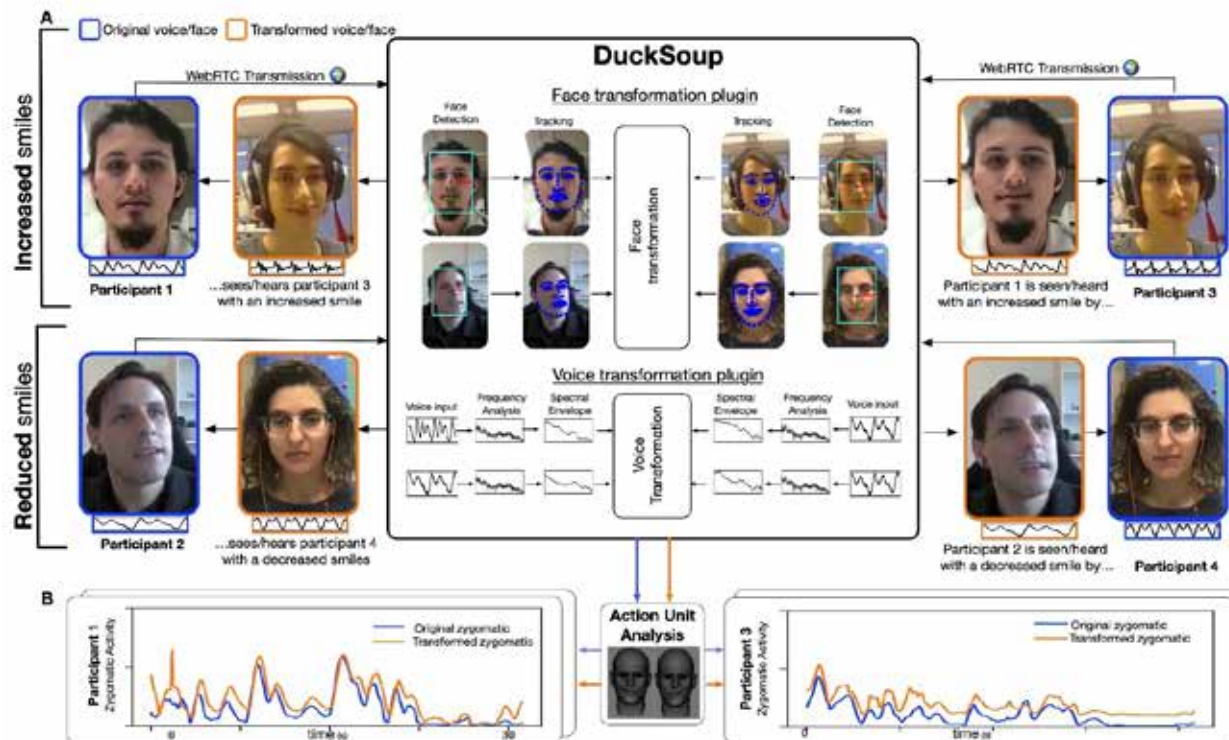 A
Original voice/face
Transformed voice/face
Increased smiles
WebRTC Transmission
Participant 1
...sees/hears participant 3
with an increased smile
DuckSoup
Face transformation plugin
Face
Detection
Tracking
Face
transformation
Tracking
Face
Detection
WebRTC Transmission
Participant 1 is seen/heard
with an increased smile by...
Participant 3
Reduced smiles
Participant 2
...sees/hears participant 4
with a decreased smiles
Voice transformation plugin
Voice input
Frequency
Analysis
Spectral
Envelope
Voice
Transformation
Spectral
Envelope
Frequency
Analysis
Voice input
Participant 2 is seen/heard
with a decreased smile by...
Participant 4
B
Participant 1
Zygomatic Activity
Original zygomatic
Transformed zygomatic
time
Action Unit
Analysis
Participant 3
Zygomatic Activity
Original zygomatic
Transformed zygomatic
0
time